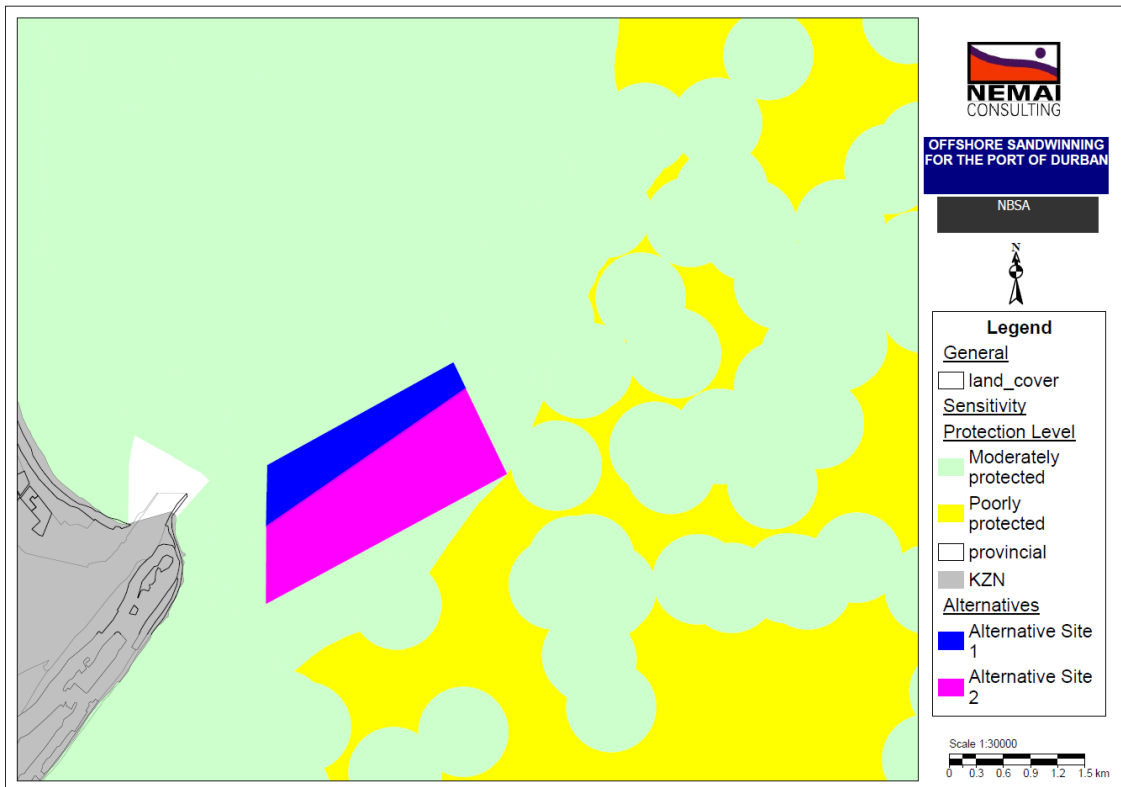 NEMAI
CONSULTING
OFFSHORE SANDWINNING
FOR THE PORT OF DURBAN
NBSA
N
Legend
General
land_cover
Sensitivity
Protection Level
Moderately
protected
Poorly
protected
provincial
KZN
Alternatives
Alternative Site
1
Alternative Site
2
Scale 1:30000
0 0.3 0.6 0.9 1.2 1.5 km